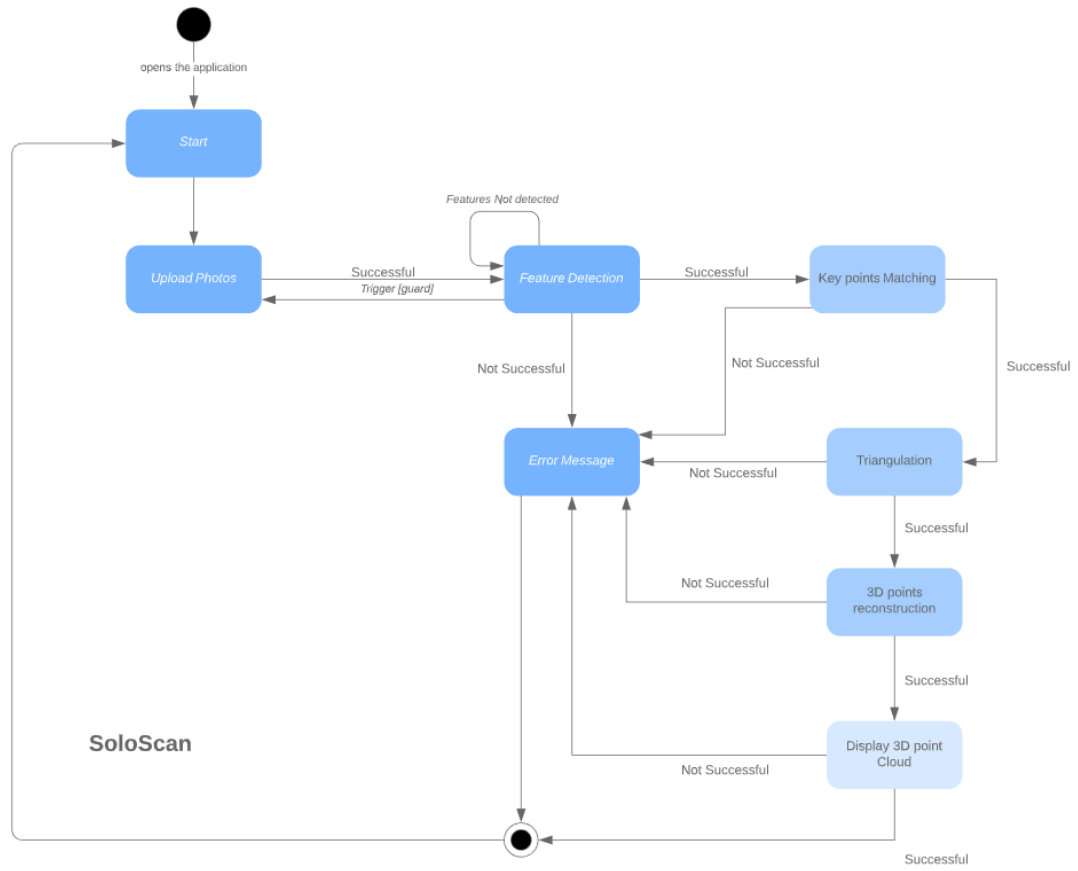 opens the application
Start
Features Not detected
Upload Photos
Successful
Trigger [guard]
Feature Detection
Successful
Key points Matching
Not Successful
Not Successful
Successful
Error Message
Not Successful
Triangulation
Successful
Not Successful
3D points
reconstruction
Successful
SoloScan
Display 3D point
Cloud
Not Successful
Successful